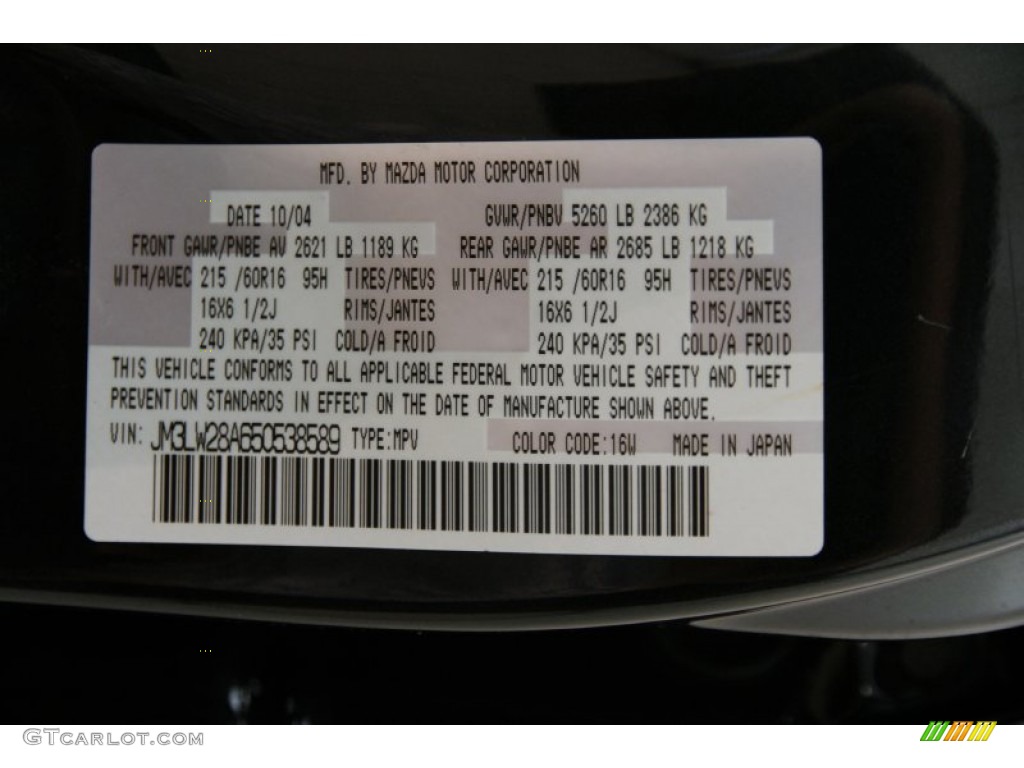 MFD. BY MAZDA MOTOR CORPORATION
DATE 10/04 GVWR/PNBV 5260 LB 2386 KG
FRONT GAWR/PNBE AV 2621 LB 1189 KG REAR GAWR/PNBE AR 2685 LB 1218 KG
WITH/AVEC 215 /60R16 95H TIRES/PNEVS WITH/AVEC 215 /60R16 95H TIRES/PNEVS
16X6 1/2J RIMS/JANTES 16X6 1/2J RIMS/JANTES
240 KPA/35 PSI COLD/A FROID 240 KPA/35 PSI COLD/A FROID
THIS VEHICLE CONFORMS TO ALL APPLICABLE FEDERAL MOTOR VEHICLE SAFETY AND THEFT
PREVENTION STANDARDS IN EFFECT ON THE DATE OF MANUFACTURE SHOWN ABOVE.
VIN: JM3LW28A650538589 TYPE:MPV COLOR CODE:16W MADE IN JAPAN
GTCarlot.com